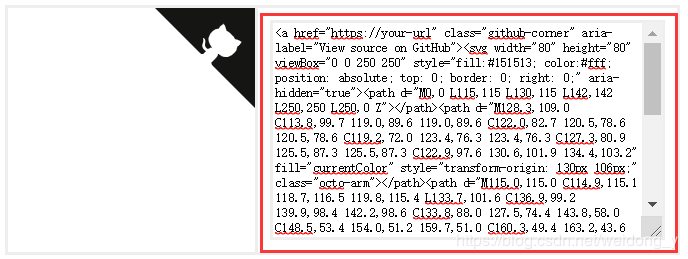 <a href="https://your-url" class="github-corner" aria-
label="View source on GitHub"><svg width="80" height="80"
viewBox="0 0 250 250" style="fill:#151513; color:#fff;
position: absolute; top: 0; border: 0; right: 0;" aria-
hidden="true"><path d="M0,0 L115,115 L130,115 L142,142
L250,250 L250,0 Z"></path><path d="M128.3,109.0
C113.8,99.7 119.0,89.6 119.0,89.6 C122.0,82.7 120.5,78.6
120.5,78.6 C119.2,72.0 123.4,76.3 123.4,76.3 C127.3,80.9
125.5,87.3 125.5,87.3 C122.9,97.6 130.6,101.9 134.4,103.2"
fill="currentColor" style="transform-origin: 130px 106px;"
class="octo-arm"></path><path d="M115.0,115.0 C114.9,115.1
118.7,116.5 119.8,115.4 L133.7,101.6 C136.9,99.2
139.9,98.4 142.2,98.6 C133.8,88.0 127.5,74.4 143.8,58.0
C148.5,53.4 154.0,51.2 159.7,51.0 C160.3,49.4 163.2,43.6